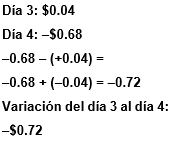 Día 3: $0.04
Día 4: –$0.68
–0.68 – (+0.04) =
–0.68 + (–0.04) = –0.72
Variación del día 3 al día 4:
–$0.72